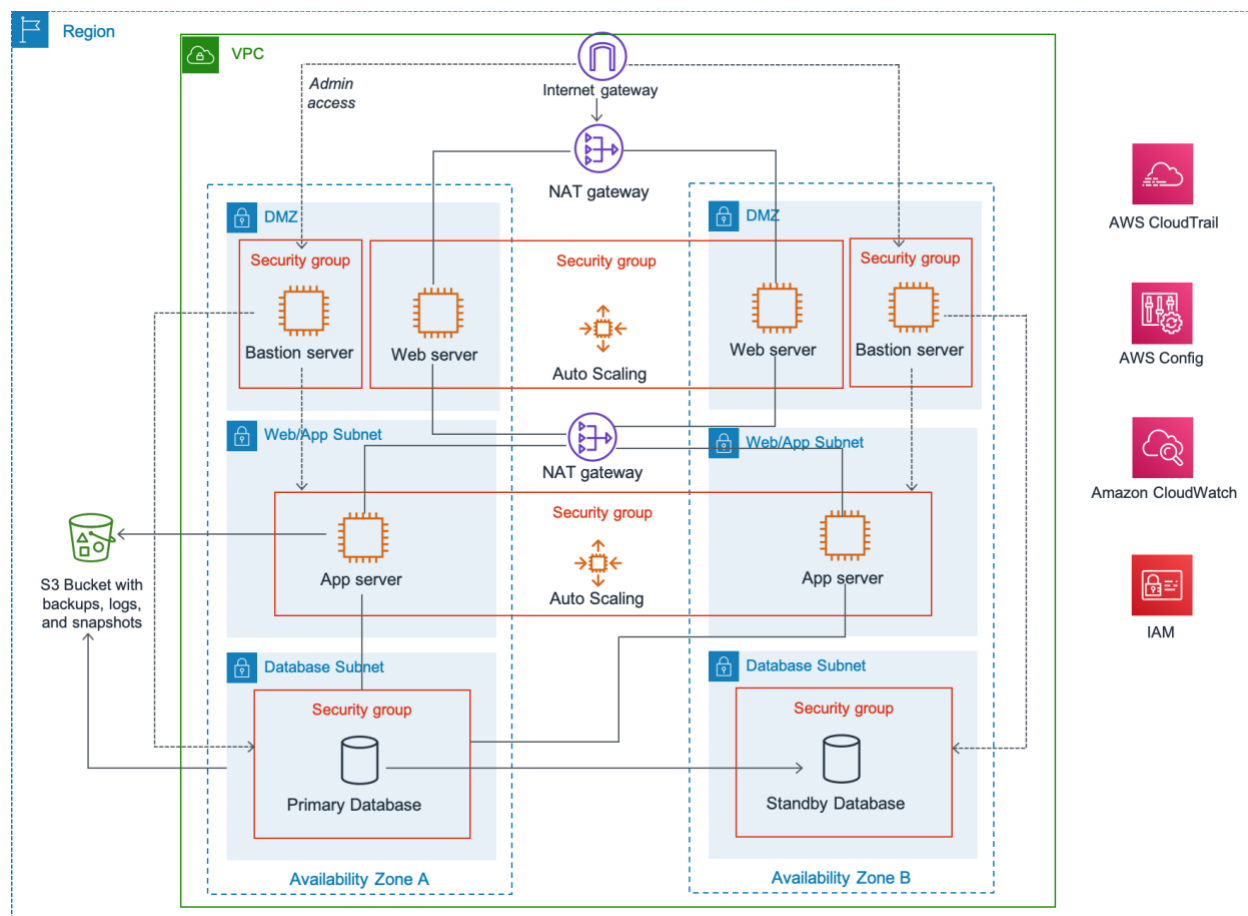 Region
VPC
Admin
access
Internet gateway
NAT gateway
DMZ
DMZ
Security group
Security group
Security group
Bastion server
Web server
Auto Scaling
Web server
Bastion server
Web/App Subnet
NAT gateway
Web/App Subnet
Security group
App server
Auto Scaling
App server
S3 Bucket with
backups, logs,
and snapshots
Database Subnet
Database Subnet
Security group
Security group
Primary Database
Standby Database
Availability Zone A
Availability Zone B
AWS CloudTrail
AWS Config
Amazon CloudWatch
IAM